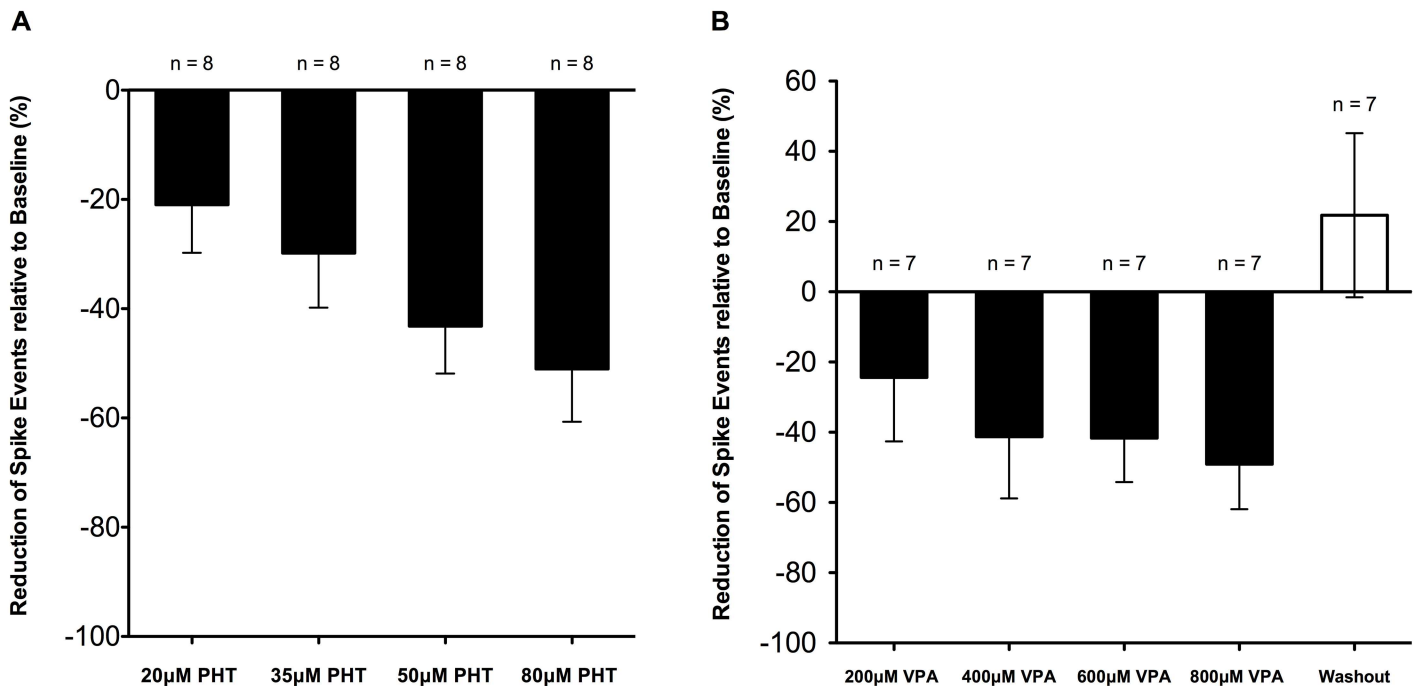 A
n = 8 n = 8 n = 8 n = 8
Reduction of Spike Events relative to Baseline (%)
0
-20
-40
-60
-80
-100
20µM PHT 35µM PHT 50µM PHT 80µM PHT
B
n = 7 n = 7 n = 7 n = 7 n = 7
Reduction of Spike Events relative to Baseline (%)
60
40
20
0
-20
-40
-60
-80
-100
200µM VPA 400µM VPA 600µM VPA 800µM VPA Washout